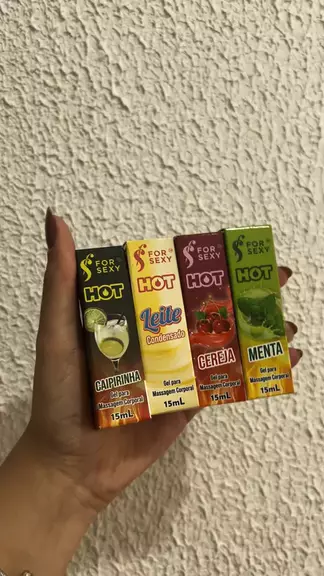 FOR
SEXY
HOT
CAIPIRINHA
Gel para
Massagem Corporal
15mL
FOR
SEXY
HOT
Leite
Condensado
Gel para
Massagem Corporal
15mL
FOR
SEXY
HOT
CEREJA
Gel para
Massagem Corporal
15mL
FOR
SEXY
HOT
MENTA
Gel para
Massagem Corporal
15mL